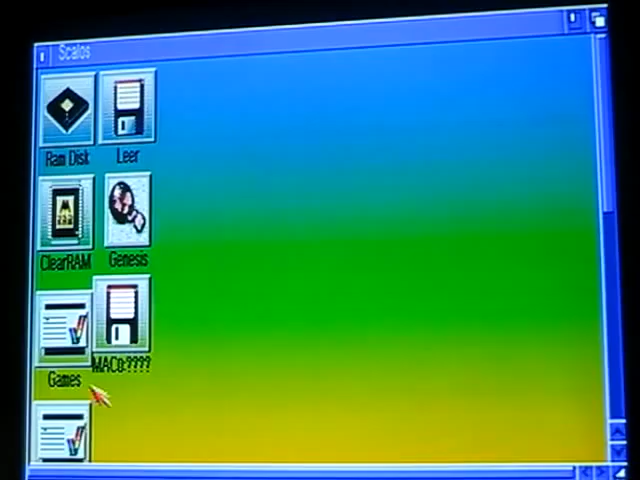 Scalos
Ram Disk
Leer
ClearRAM
Genesis
Games
MAC0:????